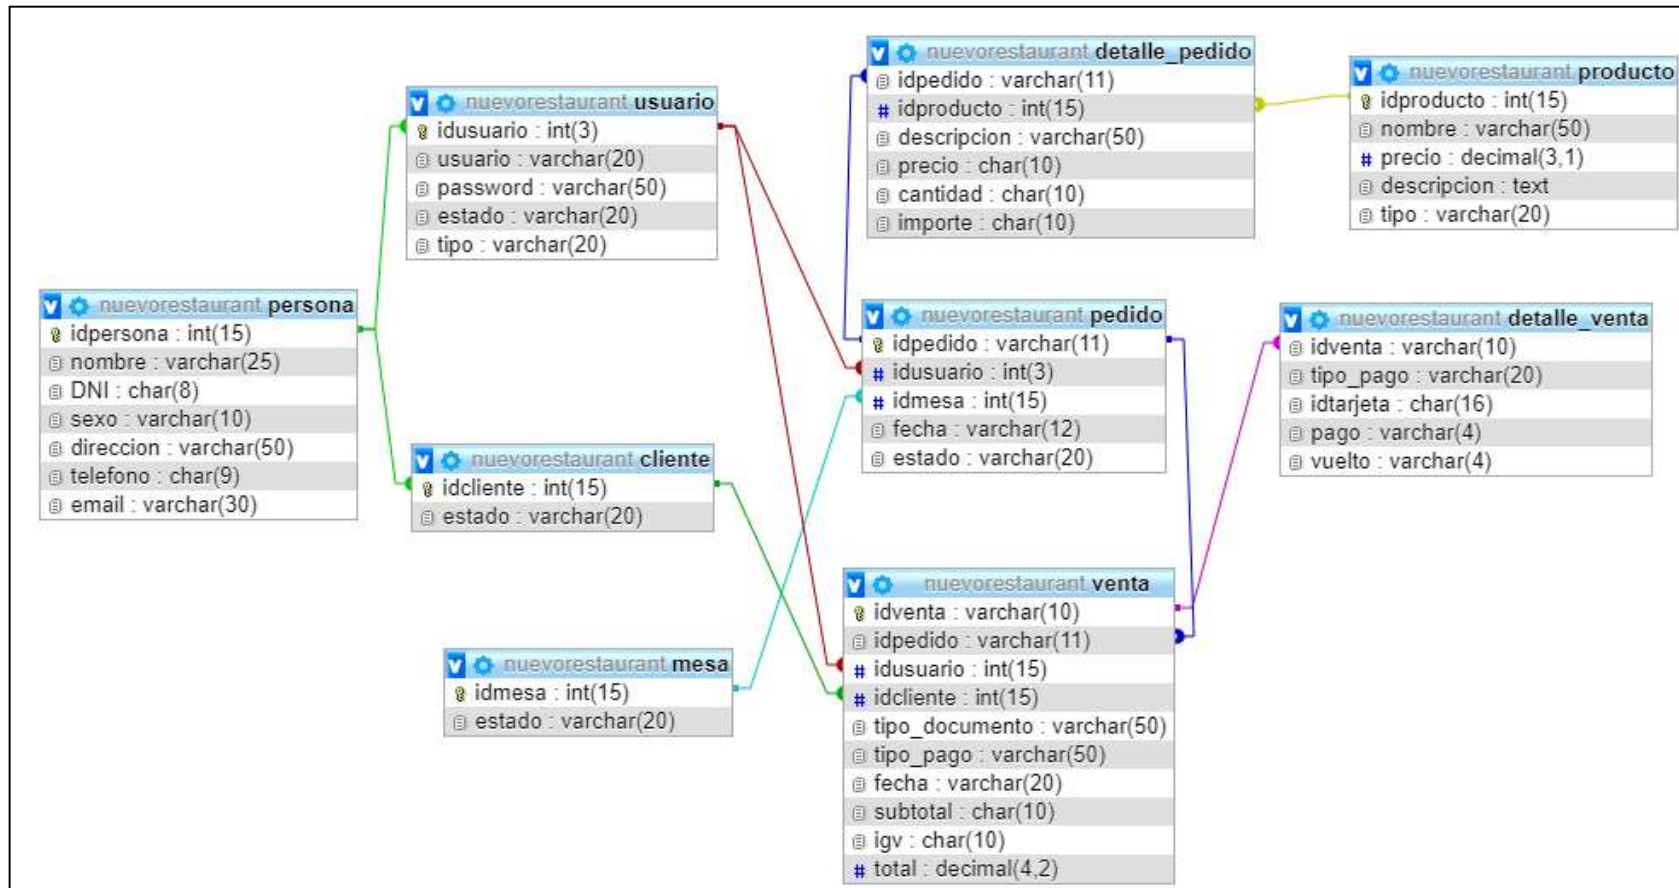 nuevorestaurant usuario
idusuario : int(3)
usuario : varchar(20)
password : varchar(50)
estado : varchar(20)
tipo : varchar(20)
nuevorestaurant detalle_pedido
idpedido : varchar(11)
# idproducto : int(15)
descripcion : varchar(50)
precio : char(10)
cantidad : char(10)
importe : char(10)
nuevorestaurant producto
idproducto : int(15)
nombre : varchar(50)
# precio : decimal(3,1)
descripcion : text
tipo : varchar(20)
nuevorestaurant persona
idpersona : int(15)
nombre : varchar(25)
DNI : char(8)
sexo : varchar(10)
direccion : varchar(50)
telefono : char(9)
email : varchar(30)
nuevorestaurant cliente
idcliente : int(15)
estado : varchar(20)
nuevorestaurant pedido
idpedido : varchar(11)
# idusuario : int(3)
# idmesa : int(15)
fecha : varchar(12)
estado : varchar(20)
nuevorestaurant detalle_venta
idventa : varchar(10)
tipo_pago : varchar(20)
idtarjeta : char(16)
pago : varchar(4)
vuelto : varchar(4)
nuevorestaurant mesa
idmesa : int(15)
estado : varchar(20)
nuevorestaurant venta
idventa : varchar(10)
idpedido : varchar(11)
# idusuario : int(15)
# idcliente : int(15)
tipo_documento : varchar(50)
tipo_pago : varchar(50)
fecha : varchar(20)
subtotal : char(10)
igv : char(10)
# total : decimal(4,2)